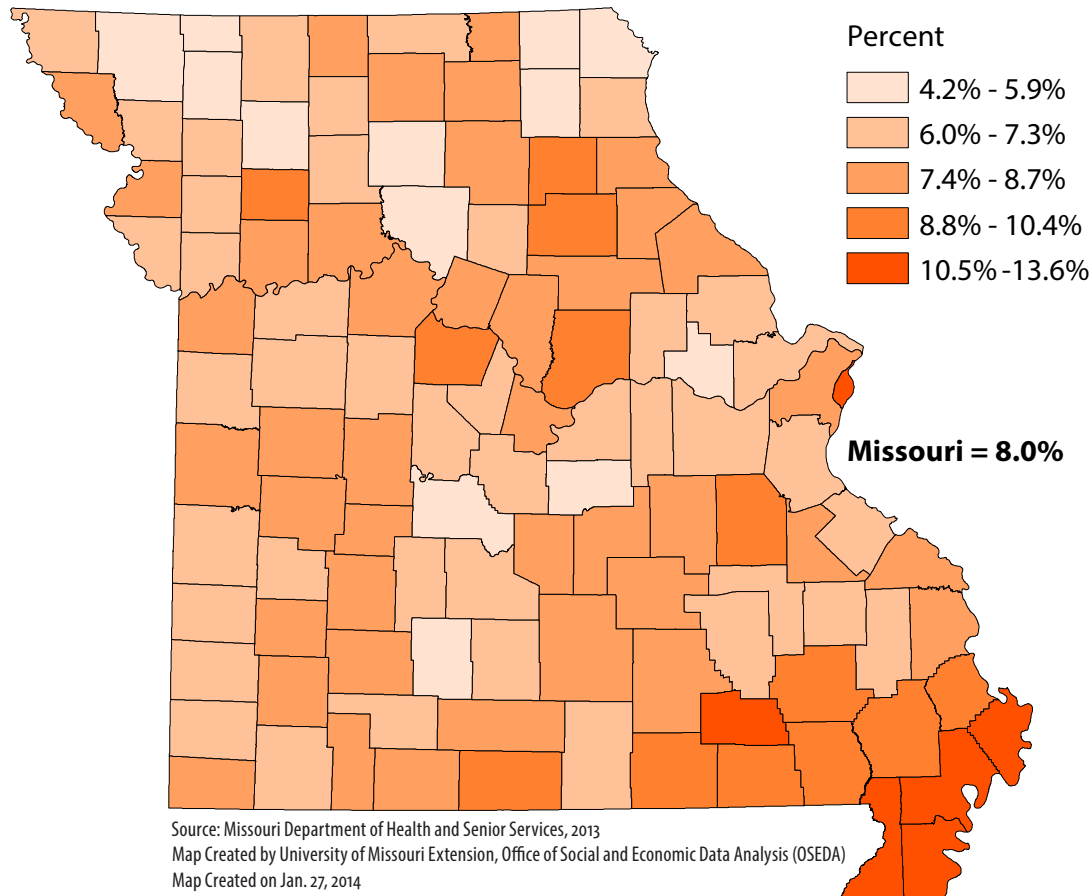 Percent
4.2% - 5.9%
6.0% - 7.3%
7.4% - 8.7%
8.8% - 10.4%
10.5% -13.6%
Missouri = 8.0%
Source: Missouri Department of Health and Senior Services, 2013
Map Created by University of Missouri Extension, Office of Social and Economic Data Analysis (OSEDA)
Map Created on Jan. 27, 2014